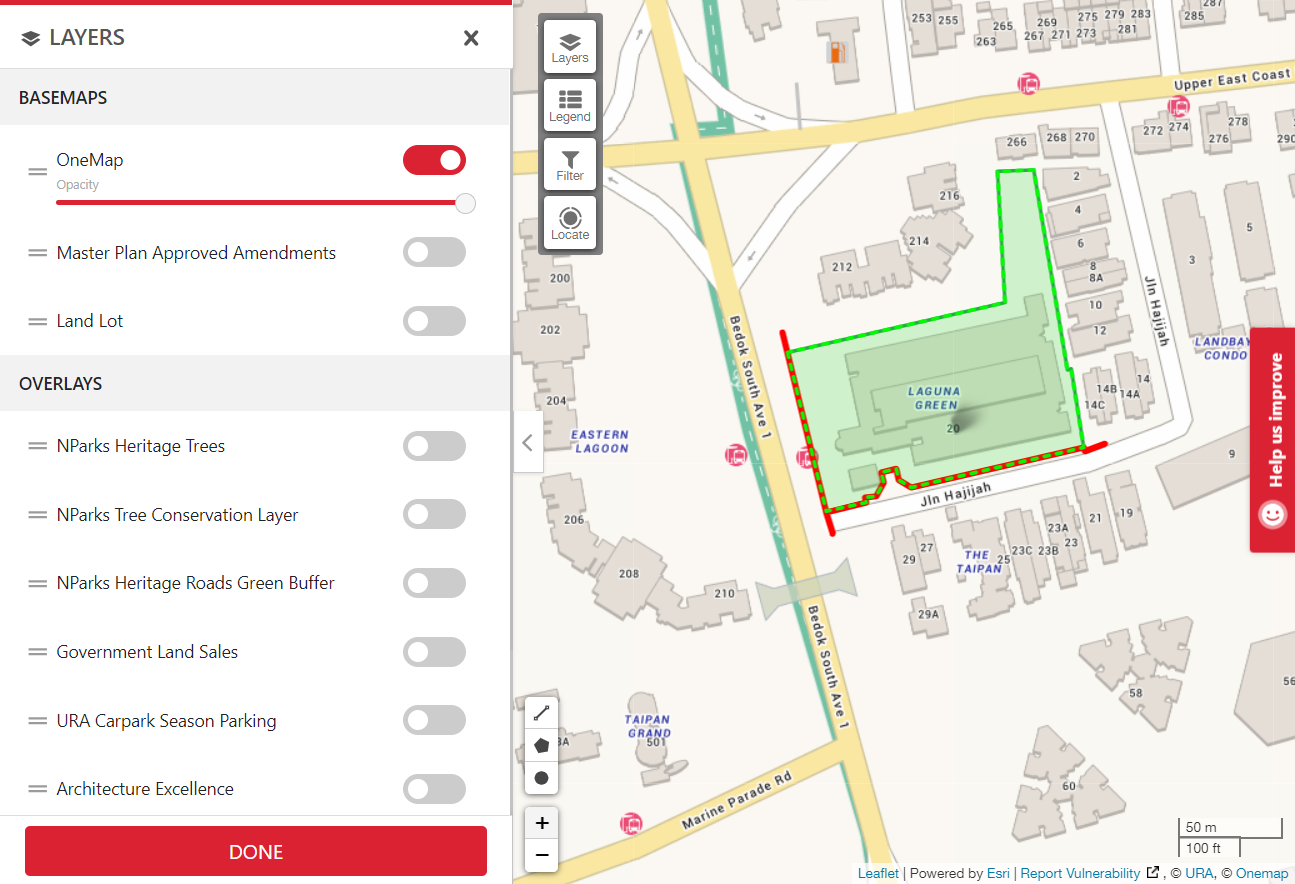 LAYERS
BASEMAPS
OneMap
Opacity
Master Plan Approved Amendments
Land Lot
OVERLAYS
NParks Heritage Trees
NParks Tree Conservation Layer
NParks Heritage Roads Green Buffer
Government Land Sales
URA Carpark Season Parking
Architecture Excellence
DONE
Layers
Legend
Filter
Locate
253
255
263
265
267
269
271
273
275
279
281
283
285
287
Upper East Coast
266
268
270
272
274
276
278
290
216
214
212
2
4
6
8
8A
10
12
14B
14A
14
14C
3
5
Jln Hajijah
LANDBAY
CONDO
200
202
204
EASTERN
LAGOON
Bedok South Ave 1
LAGUNA
GREEN
20
Jln Hajijah
9
206
208
210
29
27
29A
THE
TAIPAN
25
23C
23B
23A
23
21
19
Bedok South Ave 1
58
56
60
TAIPAN
GRAND
501
Marine Parade Rd
Help us improve
+
−
50 m
100 ft
Leaflet | Powered by Esri | Report Vulnerability , © URA, © Onemap